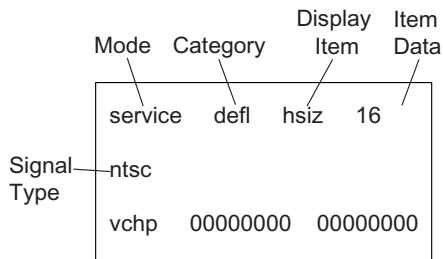 Mode Category Display Item Item Data
service defl hsiz 16
Signal Type
ntsc
vchp 00000000 00000000